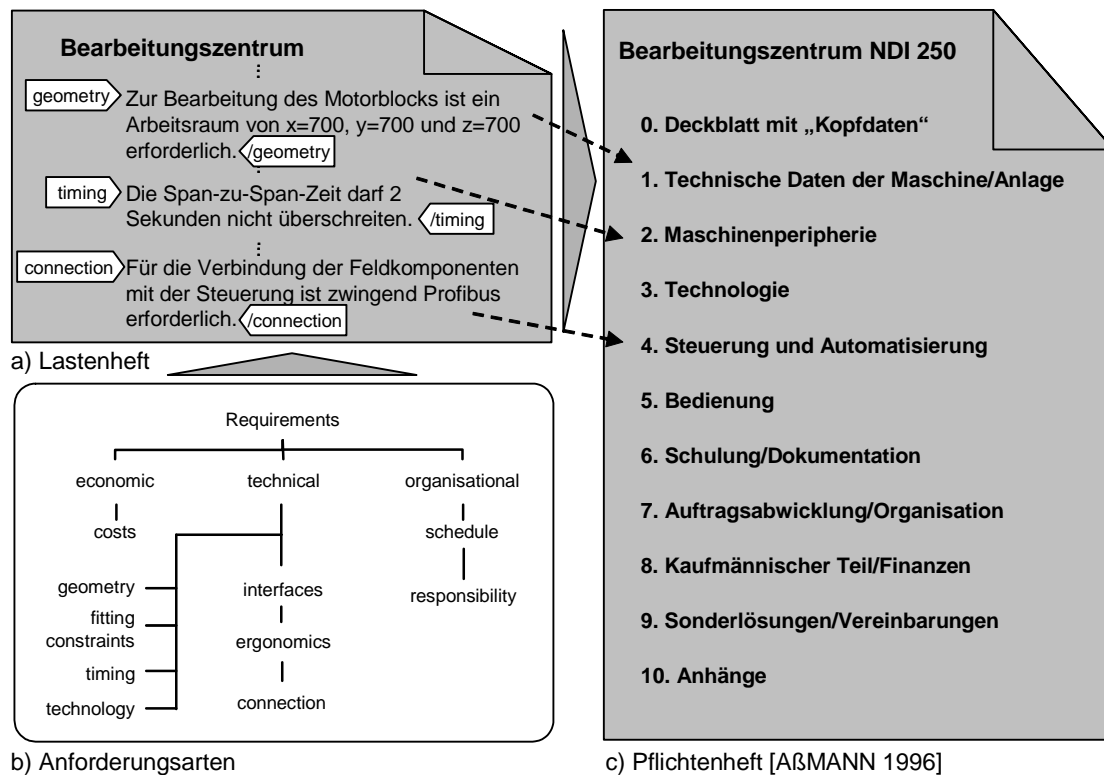 Bearbeitungszentrum
geometry
Zur Bearbeitung des Motorblocks ist ein
Arbeitsraum von x=700, y=700 und z=700
erforderlich. /geometry
timing
Die Span-zu-Span-Zeit darf 2
Sekunden nicht überschreiten. /timing
connection
Für die Verbindung der Feldkomponenten
mit der Steuerung ist zwingend Profibus
erforderlich. /connection
a) Lastenheft
Requirements
economic technical organisational
costs schedule
geometry interfaces responsibility
fitting
constraints ergonomics
timing
technology connection
b) Anforderungsarten
Bearbeitungszentrum NDI 250
0. Deckblatt mit „Kopfdaten“
1. Technische Daten der Maschine/Anlage
2. Maschinenperipherie
3. Technologie
4. Steuerung und Automatisierung
5. Bedienung
6. Schulung/Dokumentation
7. Auftragsabwicklung/Organisation
8. Kaufmännischer Teil/Finanzen
9. Sonderlösungen/Vereinbarungen
10. Anhänge
c) Pflichtenheft [AßMANN 1996]